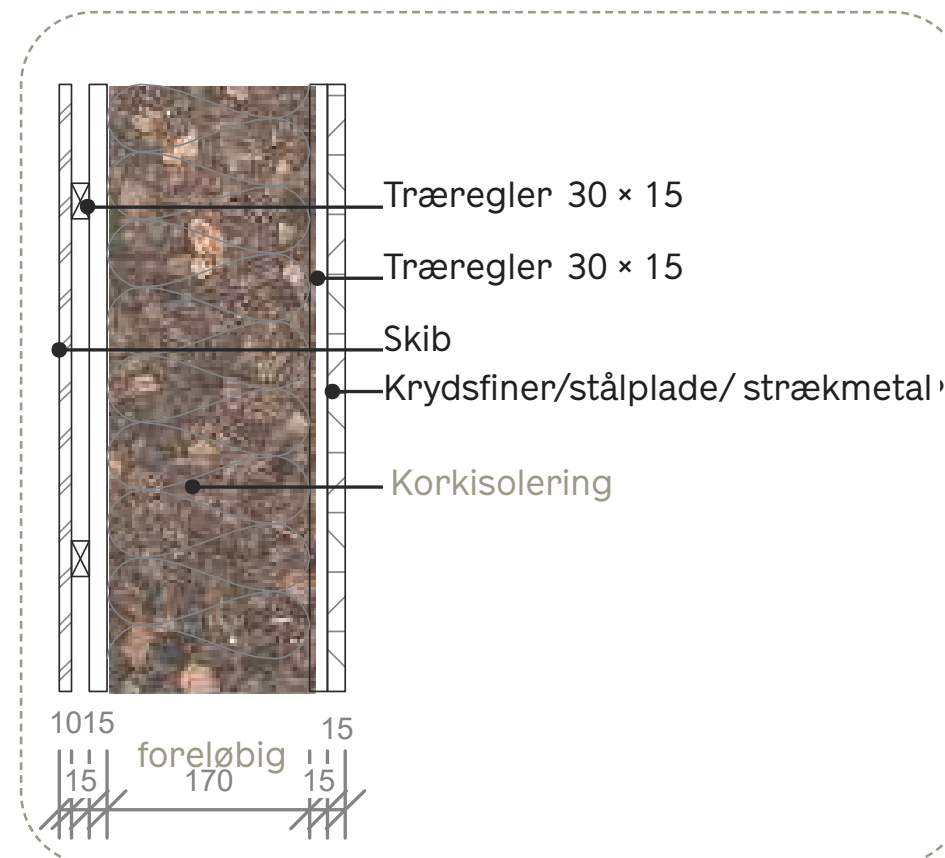 Træregler 30 × 15
Træregler 30 × 15
Skib
Krydsfiner/stålplade/ strækmetal
Korkisolering
1015
15
foreløbig
15
170
15